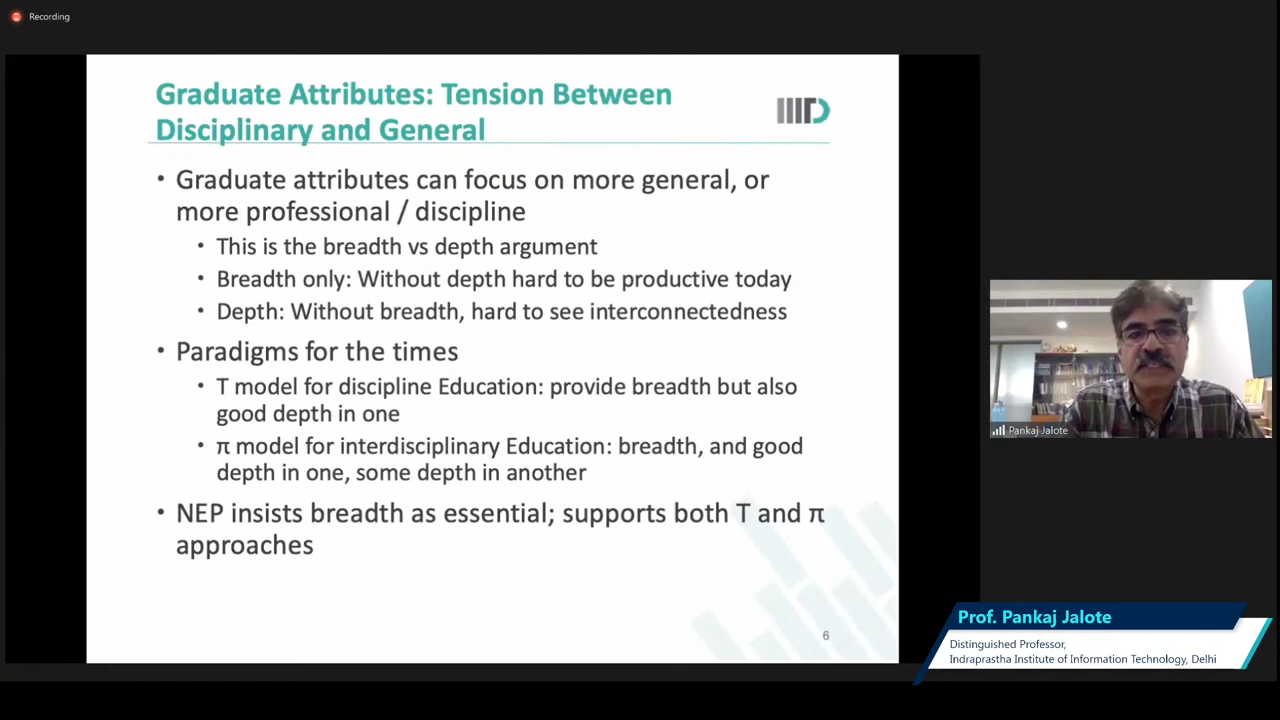 Recording
Graduate Attributes: Tension Between
Disciplinary and General
IIITD
• Graduate attributes can focus on more general, or
more professional / discipline
• This is the breadth vs depth argument
• Breadth only: Without depth hard to be productive today
• Depth: Without breadth, hard to see interconnectedness
• Paradigms for the times
• T model for discipline Education: provide breadth but also
good depth in one
• π model for interdisciplinary Education: breadth, and good
depth in one, some depth in another
• NEP insists breadth as essential; supports both T and π
approaches
6
Pankaj Jalote
Prof. Pankaj Jalote
Distinguished Professor,
Indraprastha Institute of Information Technology, Delhi